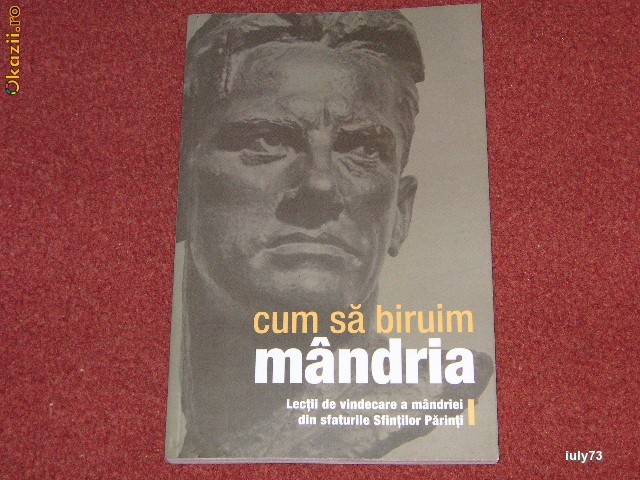 Okazii.ro
cum să biruim
mândria
Lecții de vindecare a mândriei
din sfaturile Sfinților Părinți
iuly73